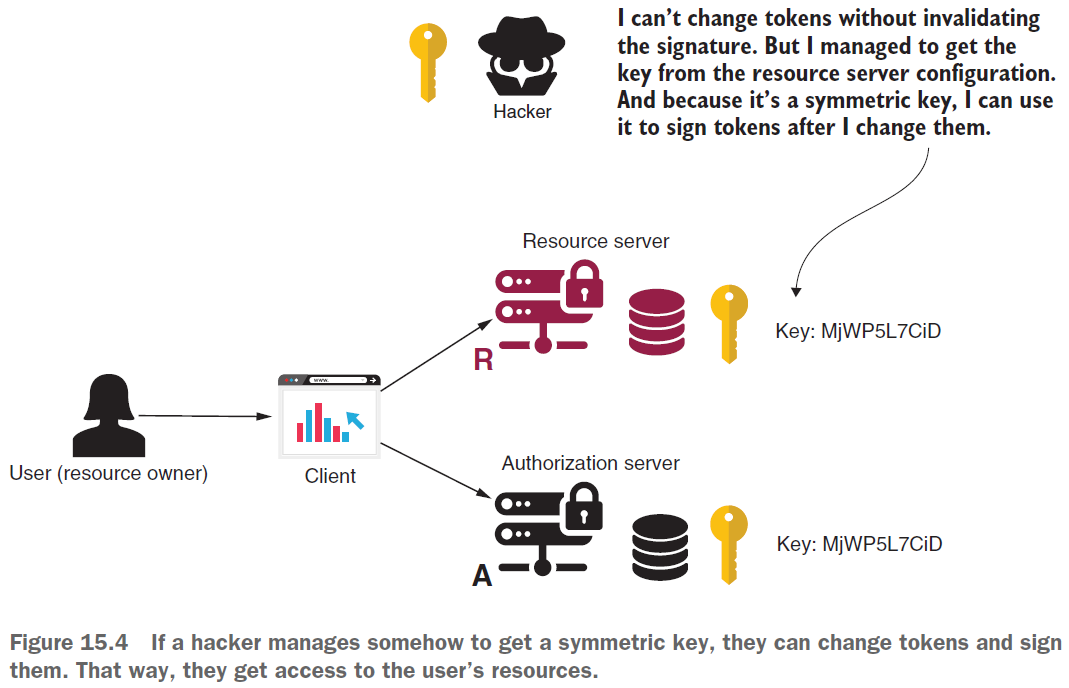 I can't change tokens without invalidating
the signature. But I managed to get the
key from the resource server configuration.
And because it's a symmetric key, I can use
it to sign tokens after I change them.
Hacker
Resource server
R
Key: MjWP5L7CiD
www.
User (resource owner)
Client
Authorization server
A
Key: MjWP5L7CiD
Figure 15.4 If a hacker manages somehow to get a symmetric key, they can change tokens and sign
them. That way, they get access to the user's resources.